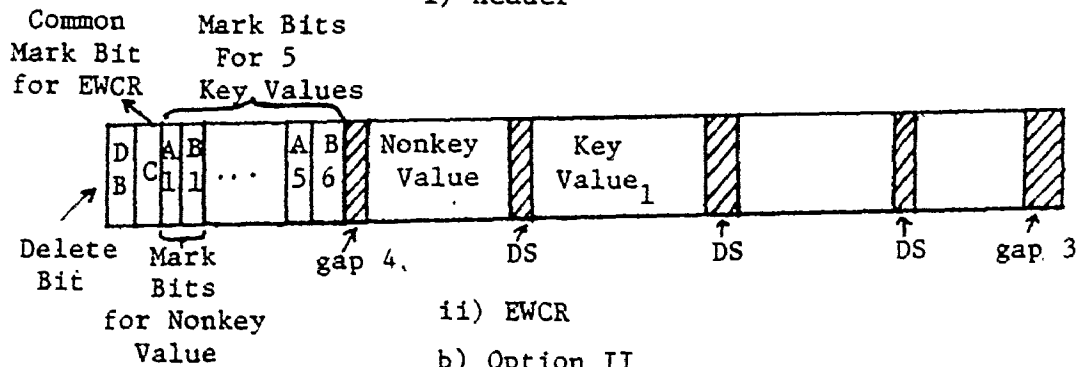 i) Header
Common
Mark Bit
for EWCR
Mark Bits
For 5
Key Values
D
B
C
A
1
B
1
...
A
5
B
6
Nonkey
Value
Key
Value1
Delete
Bit
Mark
Bits
for Nonkey
Value
gap 4.
DS
DS
DS
gap 3
ii) EWCR
b) Option II